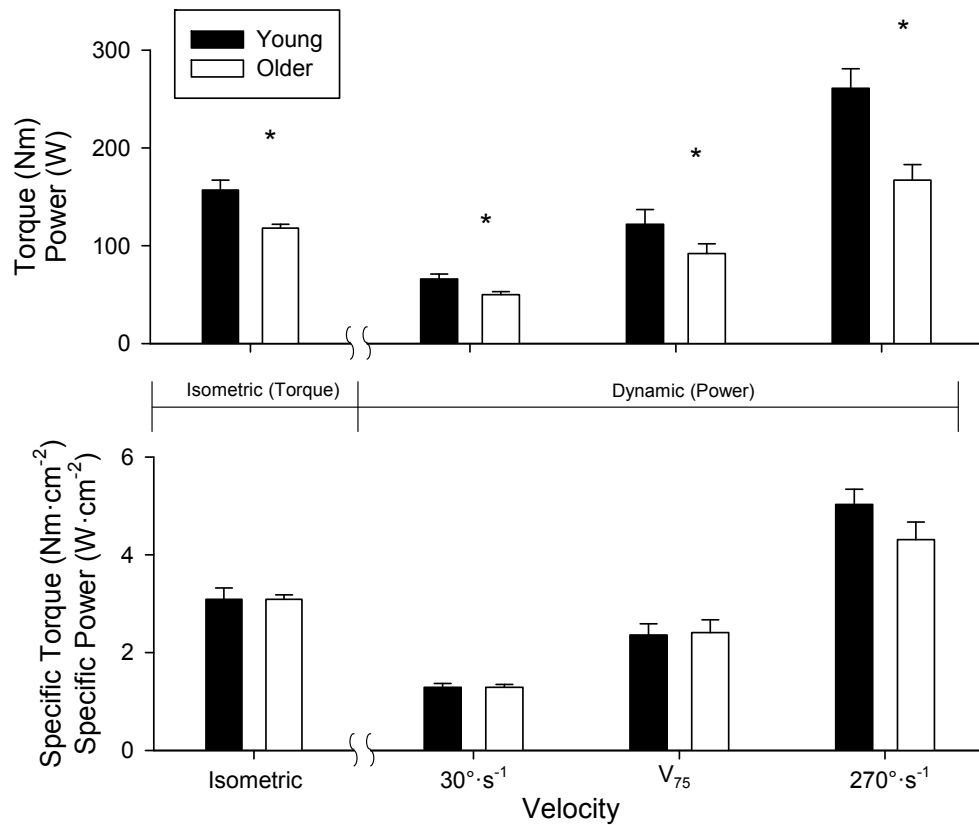 Young
Older
*
*
*
*
300
200
100
0
Torque (Nm)
Power (W)
Isometric (Torque)
Dynamic (Power)
6
4
2
0
Specific Torque (Nm·cm⁻²)
Specific Power (W·cm⁻²)
Isometric
30°·s⁻¹
V₇₅
270°·s⁻¹
Velocity